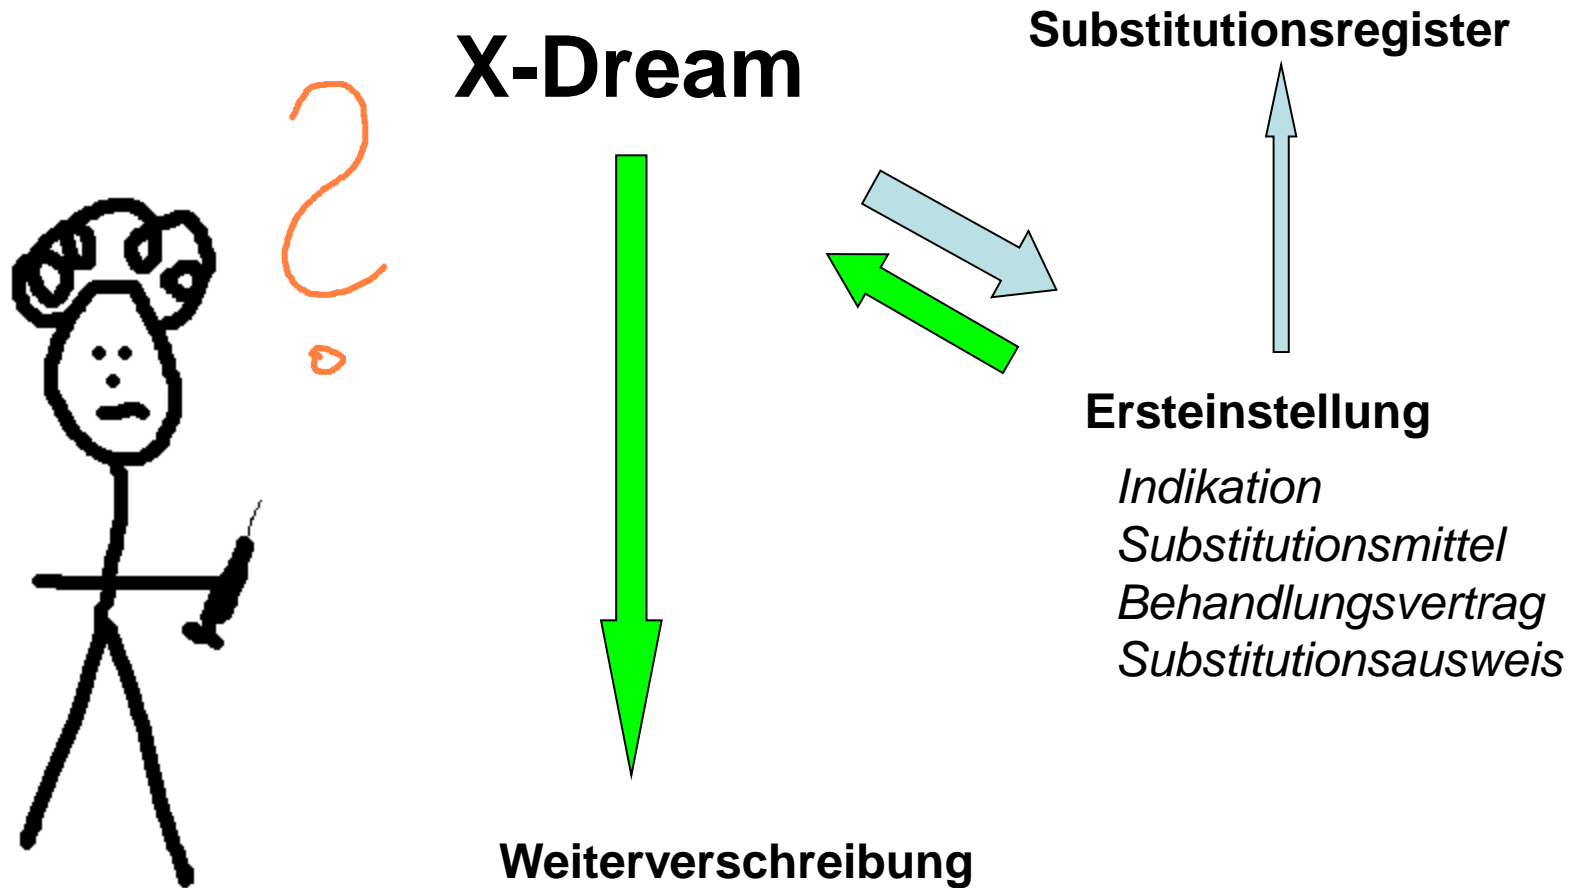 X-Dream
Substitutionsregister
?
Ersteinstellung
Indikation
Substitutionsmittel
Behandlungsvertrag
Substitutionsausweis
Weiterverschreibung